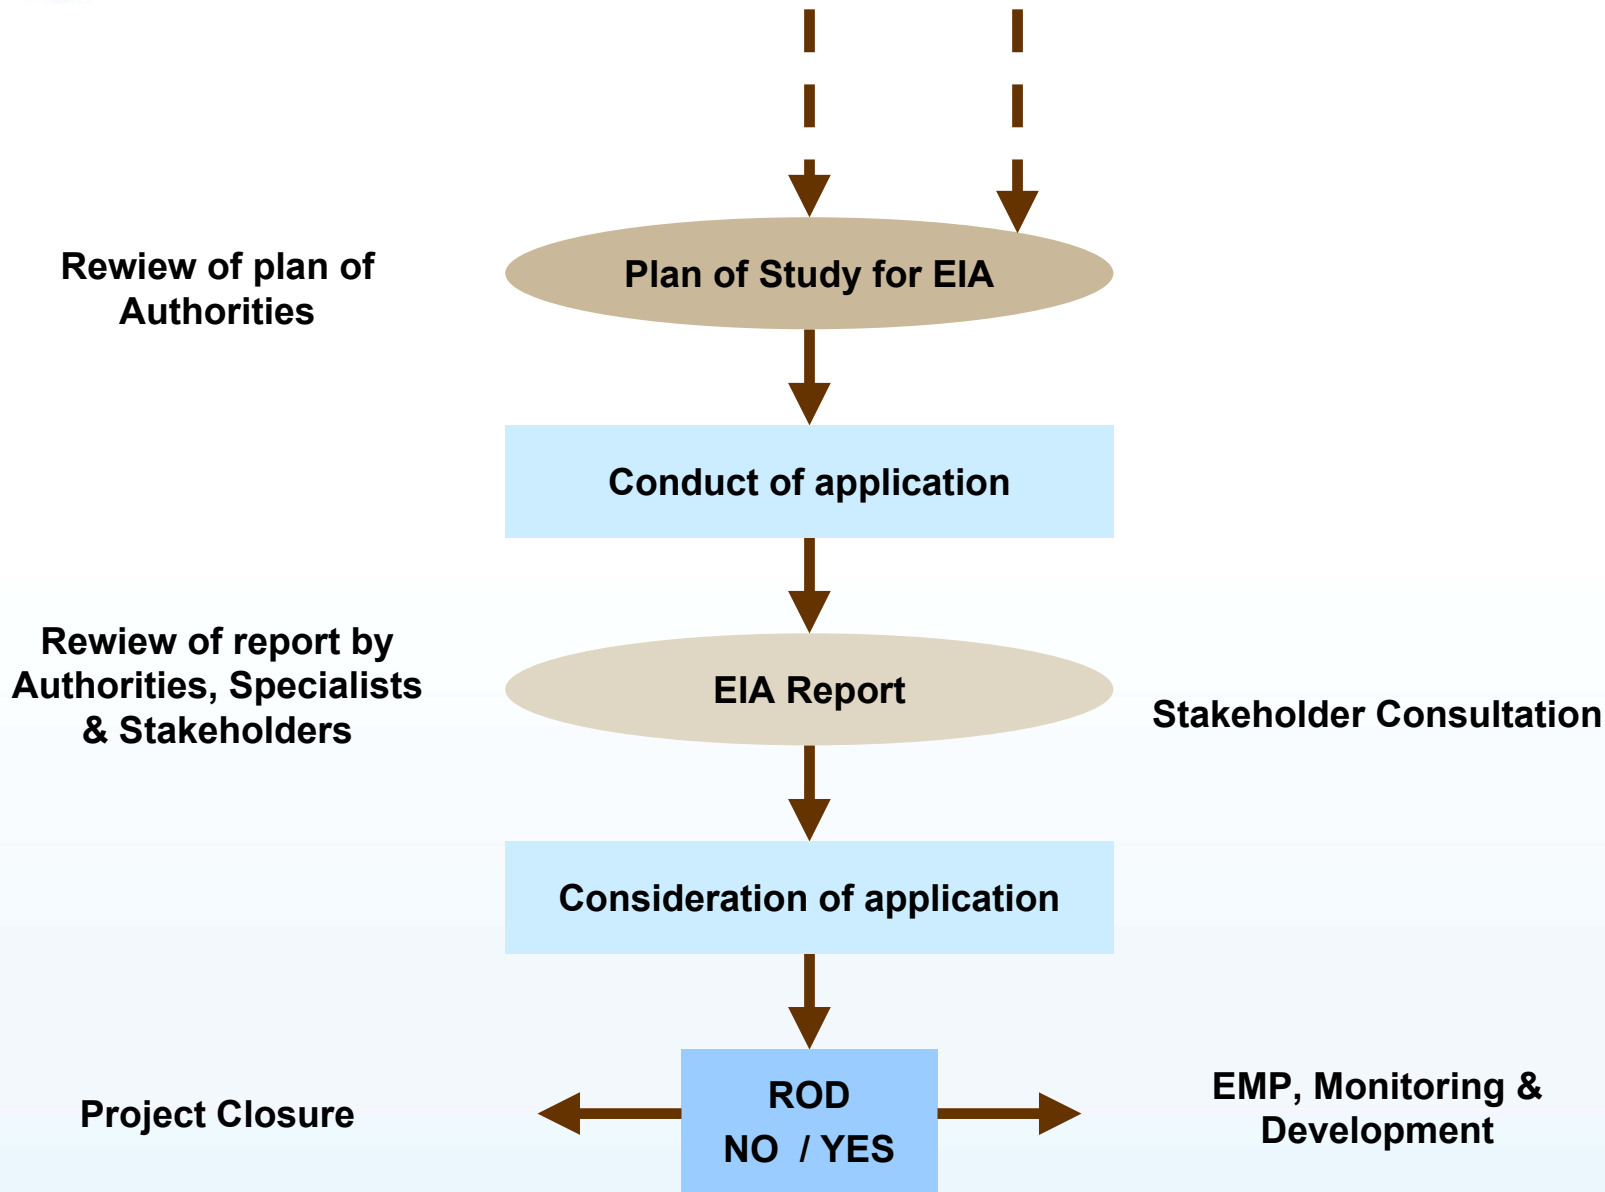 Rewiew of plan of
Authorities
Plan of Study for EIA
Conduct of application
Rewiew of report by
Authorities, Specialists
& Stakeholders
EIA Report
Stakeholder Consultation
Consideration of application
Project Closure
ROD
NO / YES
EMP, Monitoring &
Development